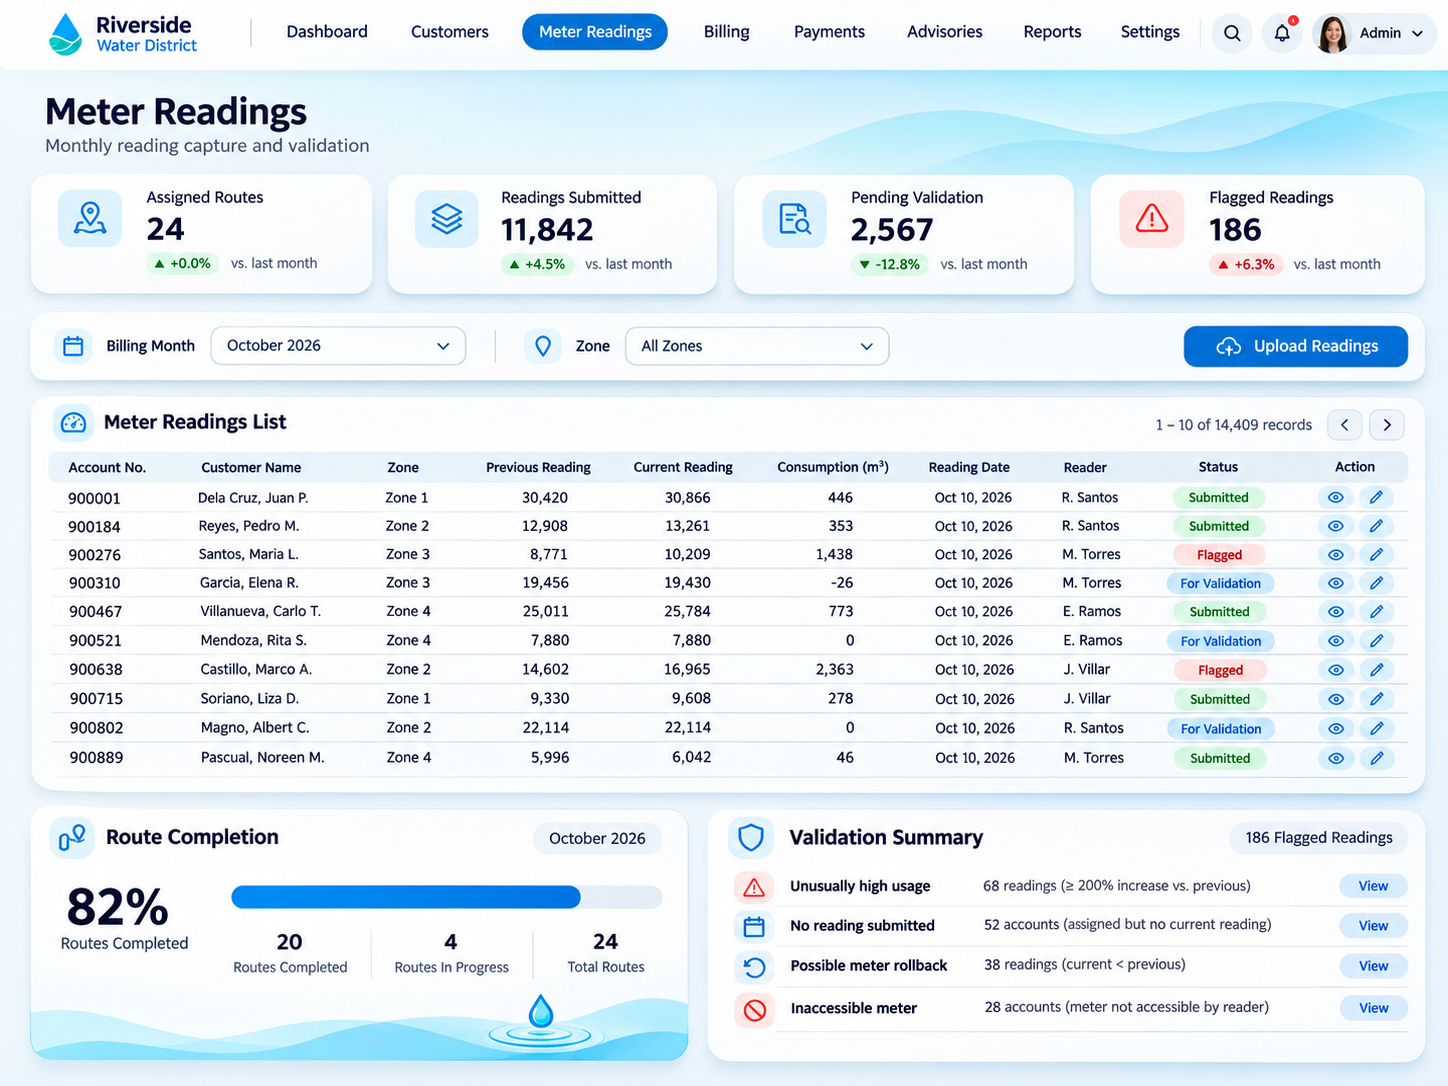 Riverside
Water District
Dashboard Customers Meter Readings Billing Payments Advisories Reports Settings Admin
Meter Readings
Monthly reading capture and validation
Assigned Routes
24
+0.0% vs. last month
Readings Submitted
11,842
+4.5% vs. last month
Pending Validation
2,567
-12.8% vs. last month
Flagged Readings
186
+6.3% vs. last month
Billing Month October 2026 Zone All Zones Upload Readings
Meter Readings List 1 – 10 of 14,409 records
Account No. Customer Name Zone Previous Reading Current Reading Consumption (m³) Reading Date Reader Status Action
900001 Dela Cruz, Juan P. Zone 1 30,420 30,866 446 Oct 10, 2026 R. Santos Submitted
900184 Reyes, Pedro M. Zone 2 12,908 13,261 353 Oct 10, 2026 R. Santos Submitted
900276 Santos, Maria L. Zone 3 8,771 10,209 1,438 Oct 10, 2026 M. Torres Flagged
900310 Garcia, Elena R. Zone 3 19,456 19,430 -26 Oct 10, 2026 M. Torres For Validation
900467 Villanueva, Carlo T. Zone 4 25,011 25,784 773 Oct 10, 2026 E. Ramos Submitted
900521 Mendoza, Rita S. Zone 4 7,880 7,880 0 Oct 10, 2026 E. Ramos For Validation
900638 Castillo, Marco A. Zone 2 14,602 16,965 2,363 Oct 10, 2026 J. Villar Flagged
900715 Soriano, Liza D. Zone 1 9,330 9,608 278 Oct 10, 2026 J. Villar Submitted
900802 Magno, Albert C. Zone 2 22,114 22,114 0 Oct 10, 2026 R. Santos For Validation
900889 Pascual, Noreen M. Zone 4 5,996 6,042 46 Oct 10, 2026 M. Torres Submitted
Route Completion October 2026
82%
Routes Completed
20
Routes Completed
4
Routes In Progress
24
Total Routes
Validation Summary 186 Flagged Readings
Unusually high usage 68 readings (≥ 200% increase vs. previous) View
No reading submitted 52 accounts (assigned but no current reading) View
Possible meter rollback 38 readings (current < previous) View
Inaccessible meter 28 accounts (meter not accessible by reader) View